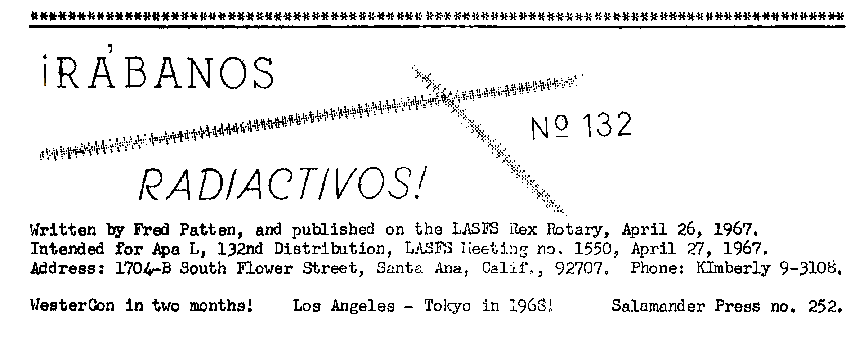 ¡RÁBANOS
Nº 132
RADIACTIVOS!
Written by Fred Patten, and published on the LASFS Rex Rotary, April 26, 1967.
Intended for Apa L, 132nd Distribution, LASFS Meeting no. 1550, April 27, 1967.
Address: 1704-B South Flower Street, Santa Ana, Calif., 92707. Phone: KImberly 9-3108.
WesterCon in two months! Los Angeles - Tokyo in 1968! Salamander Press no. 252.